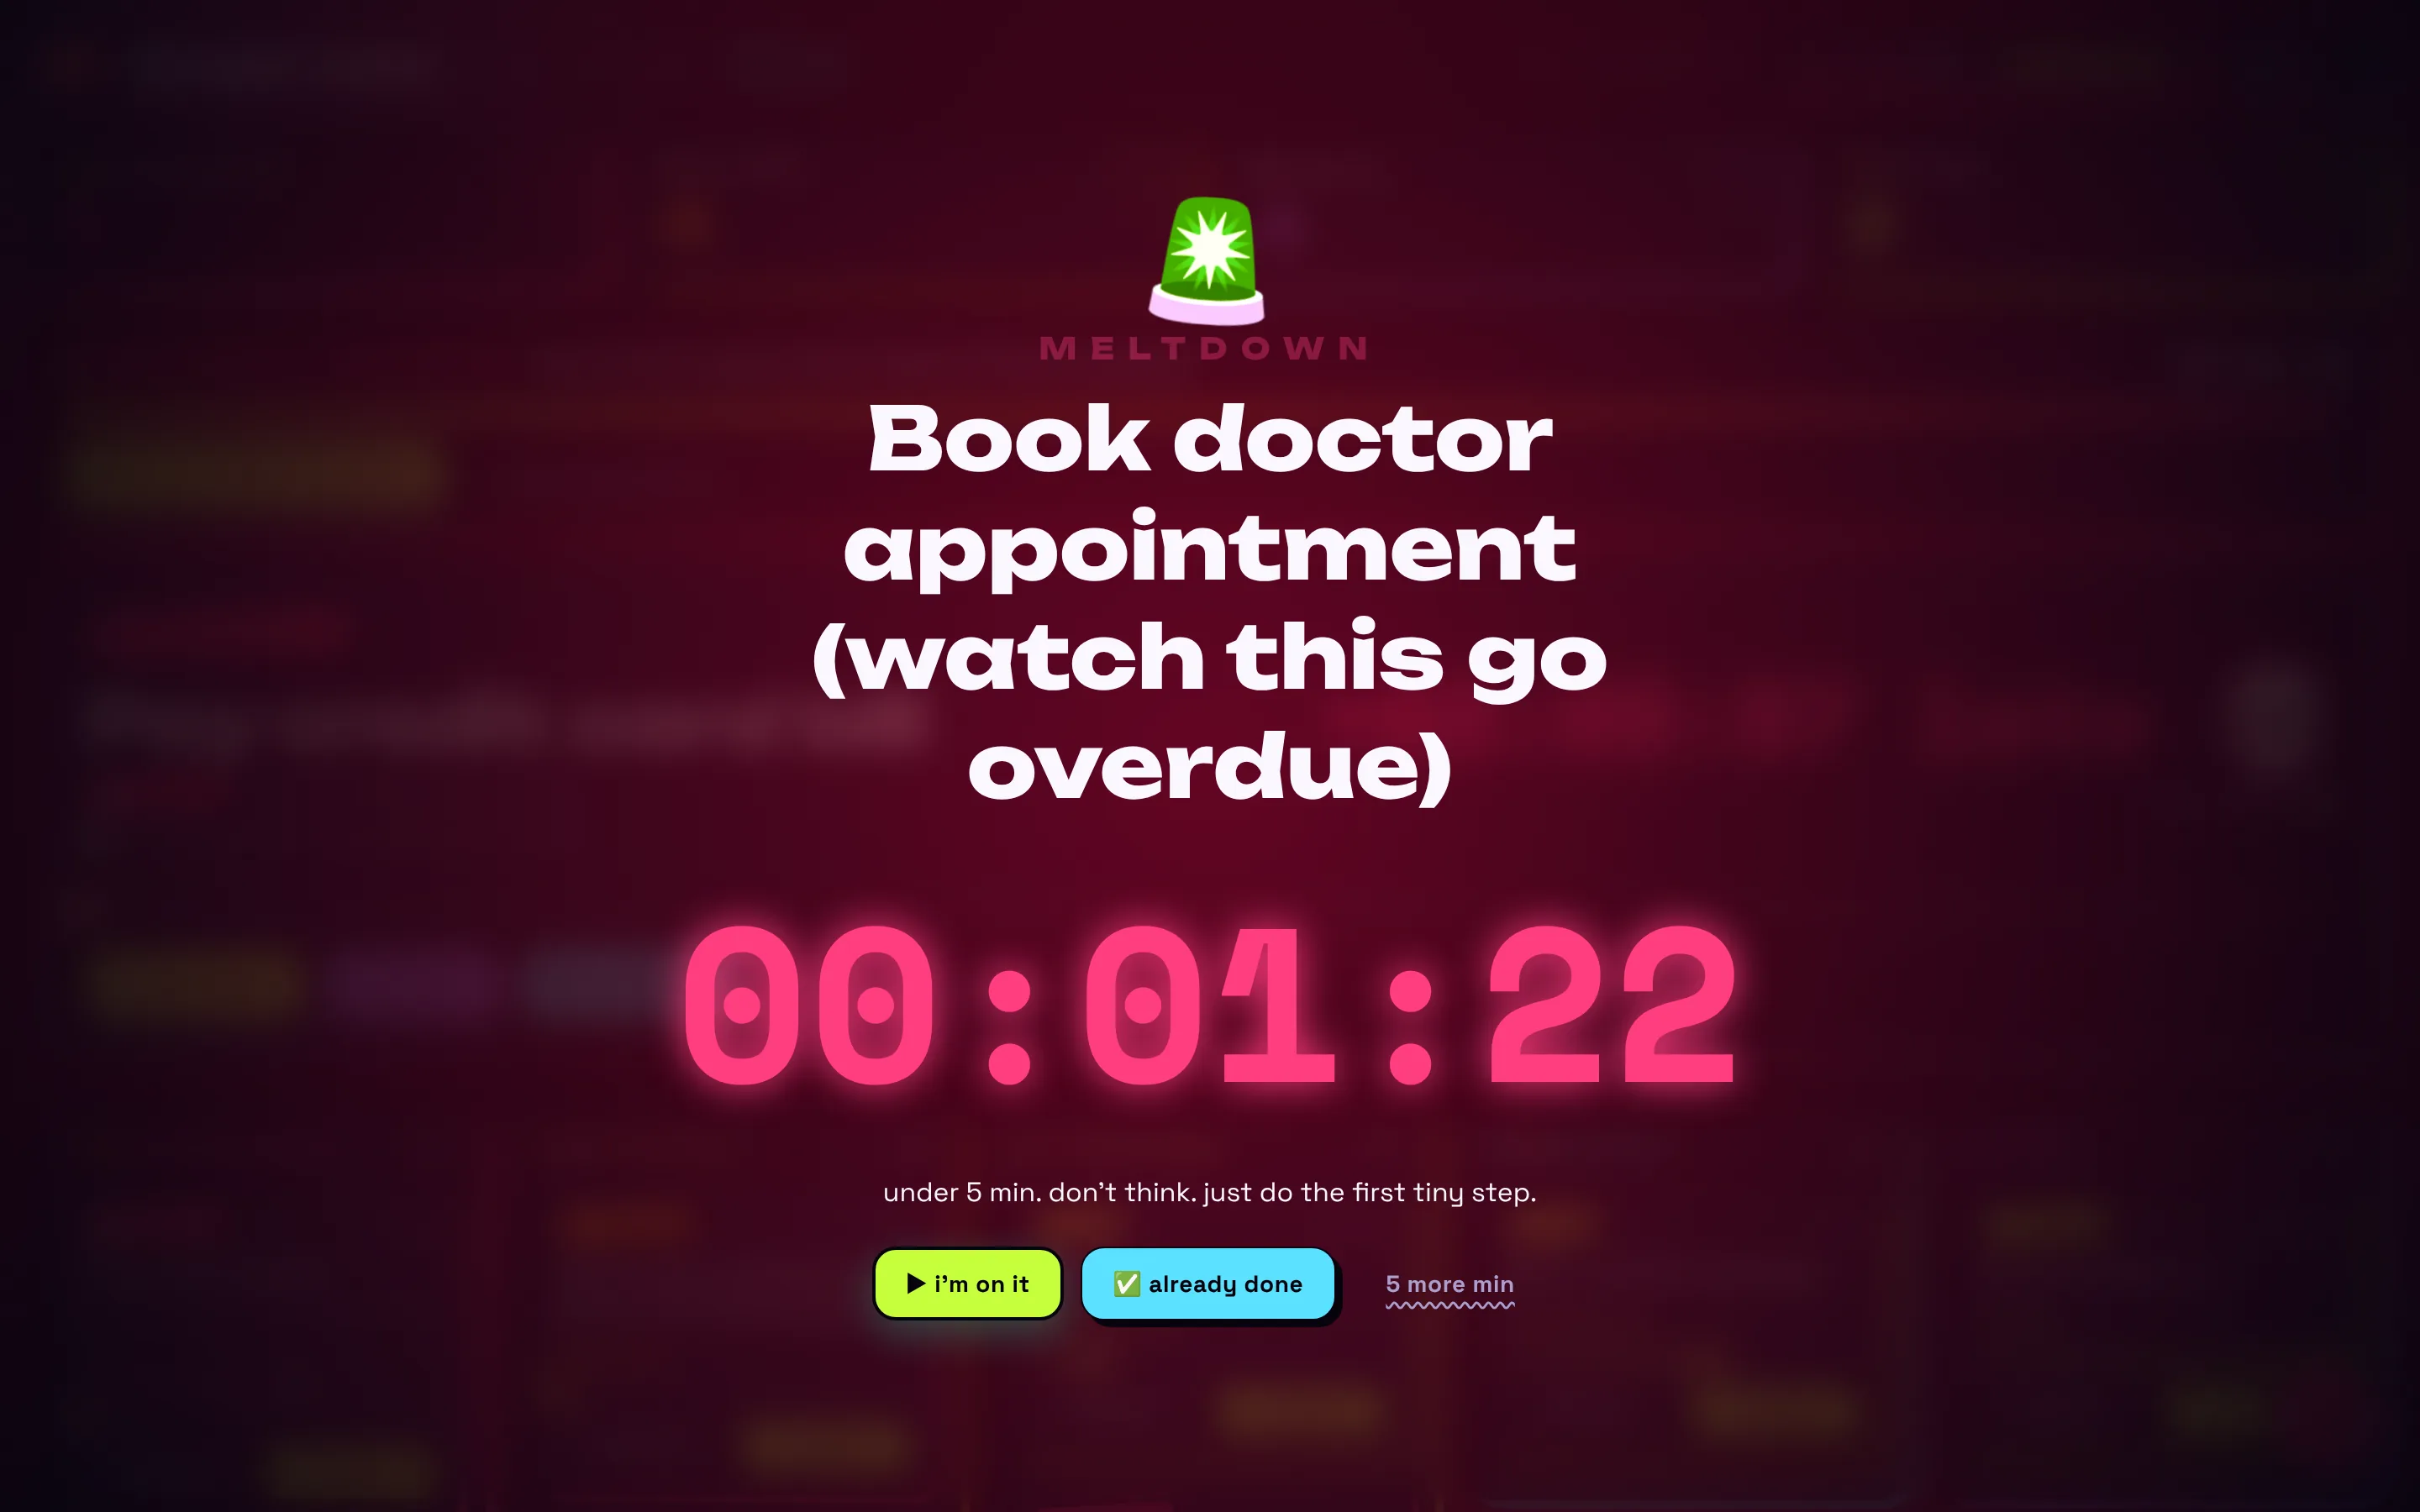 MELTDOWN
Book doctor
appointment
(watch this go
overdue)
00:01:22
under 5 min. don't think. just do the first tiny step.
▶ i'm on it
✅ already done
5 more min